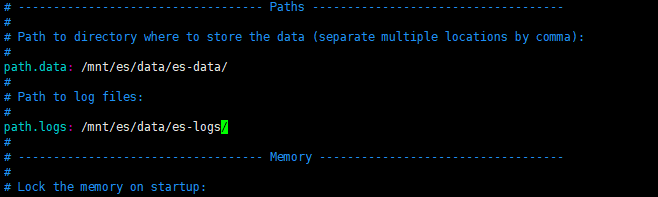 # ----------------------------------- Paths ------------------------------------
#
# Path to directory where to store the data (separate multiple locations by comma):
#
path.data: /mnt/es/data/es-data/
#
# Path to log files:
#
path.logs: /mnt/es/data/es-logs/
#
# ----------------------------------- Memory -----------------------------------
#
# Lock the memory on startup: